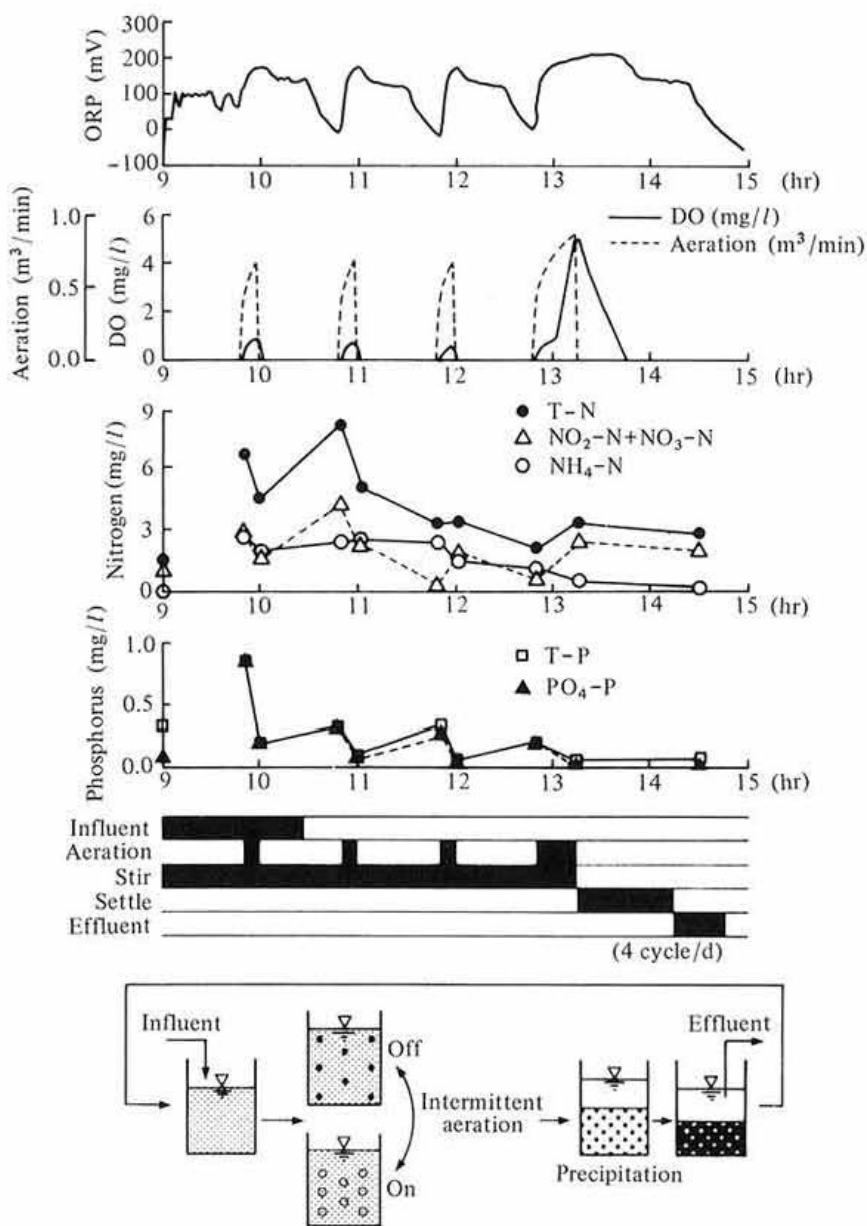 ORP (mV)
300
200
100
0
-100
9 10 11 12 13 14 15 (hr)
Aeration (m³/min)
1.0
0.5
0.0
DO (mg/l)
6
4
2
0
DO (mg/l)
Aeration (m³/min)
9 10 11 12 13 14 15 (hr)
Nitrogen (mg/l)
9
6
3
0
T-N
NO₂-N+NO₃-N
NH₄-N
9 10 11 12 13 14 15 (hr)
Phosphorus (mg/l)
1.0
0.5
0.0
T-P
PO₄-P
9 10 11 12 13 14 15 (hr)
Influent
Aeration
Stir
Settle
Effluent
(4 cycle/d)
Influent
Off
Intermittent
aeration
On
Precipitation
Effluent